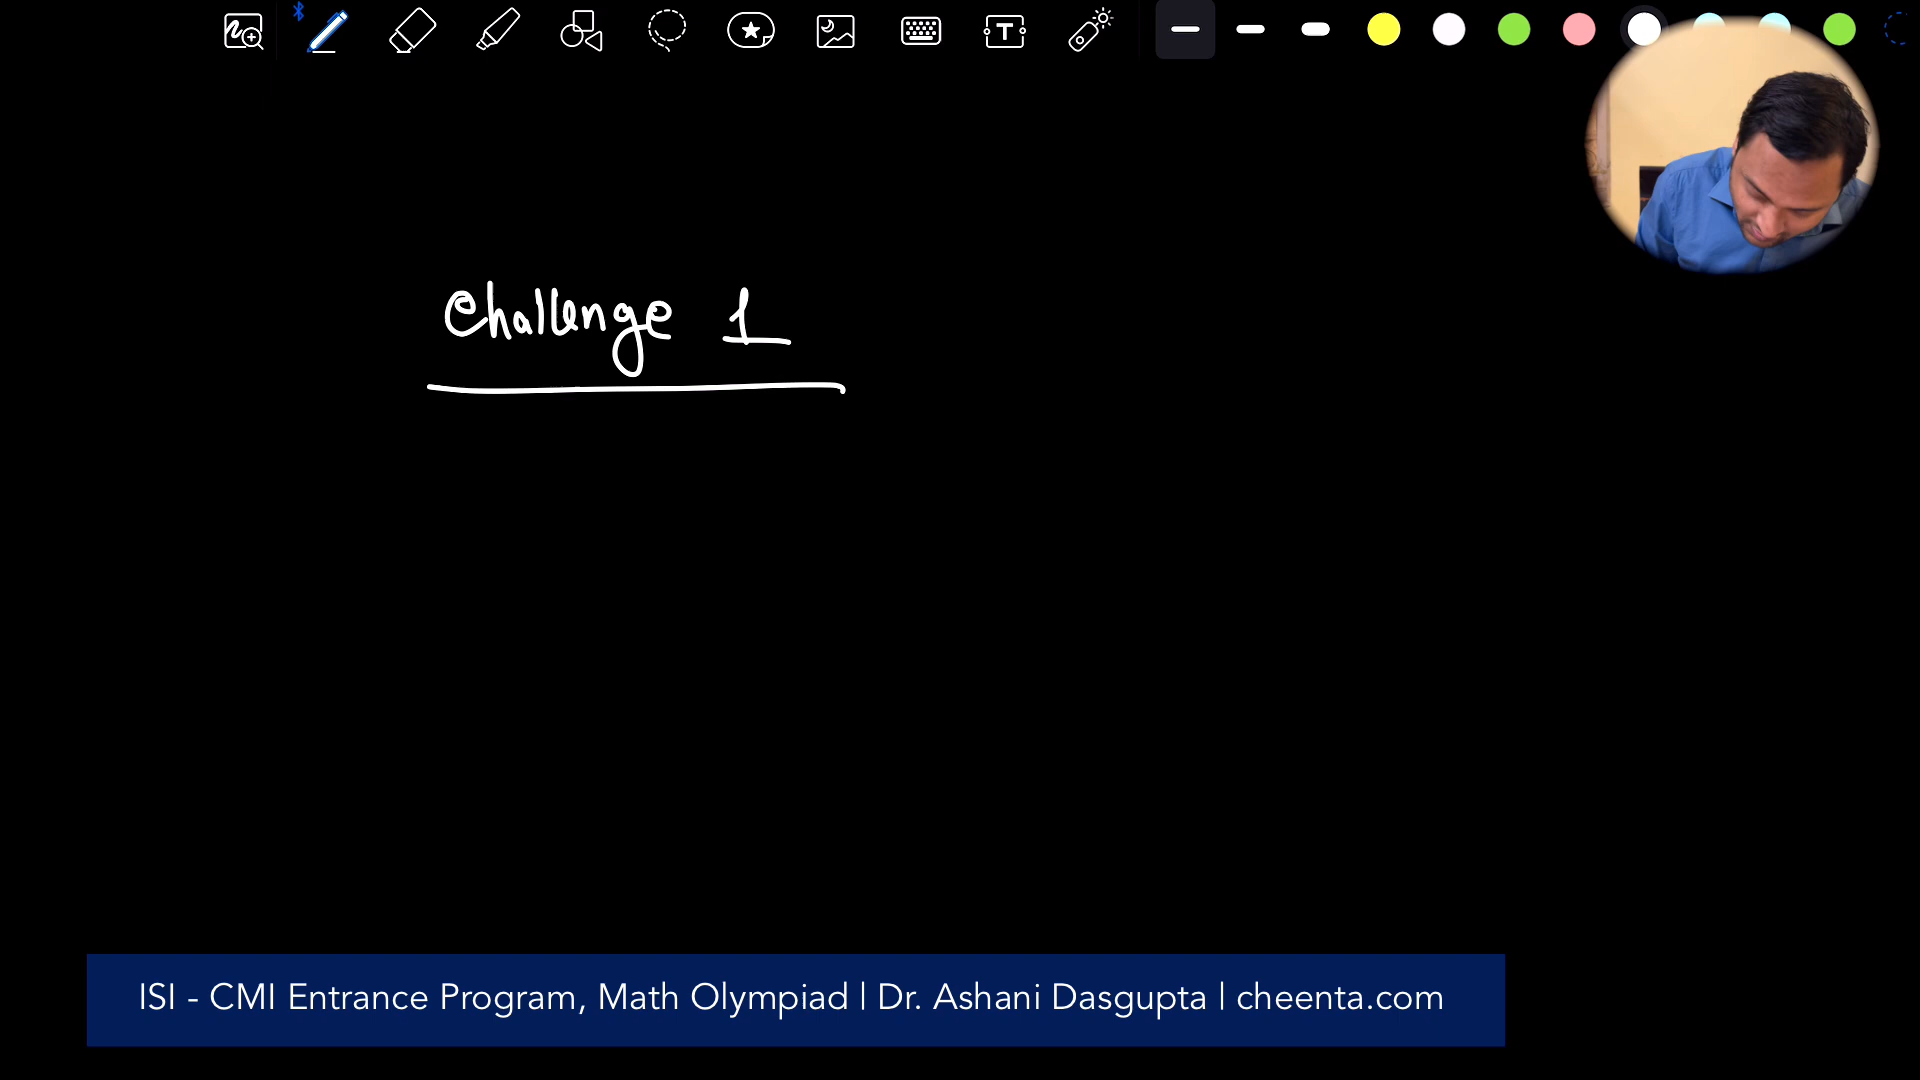 Challenge 1
ISI - CMI Entrance Program, Math Olympiad | Dr. Ashani Dasgupta | cheenta.com